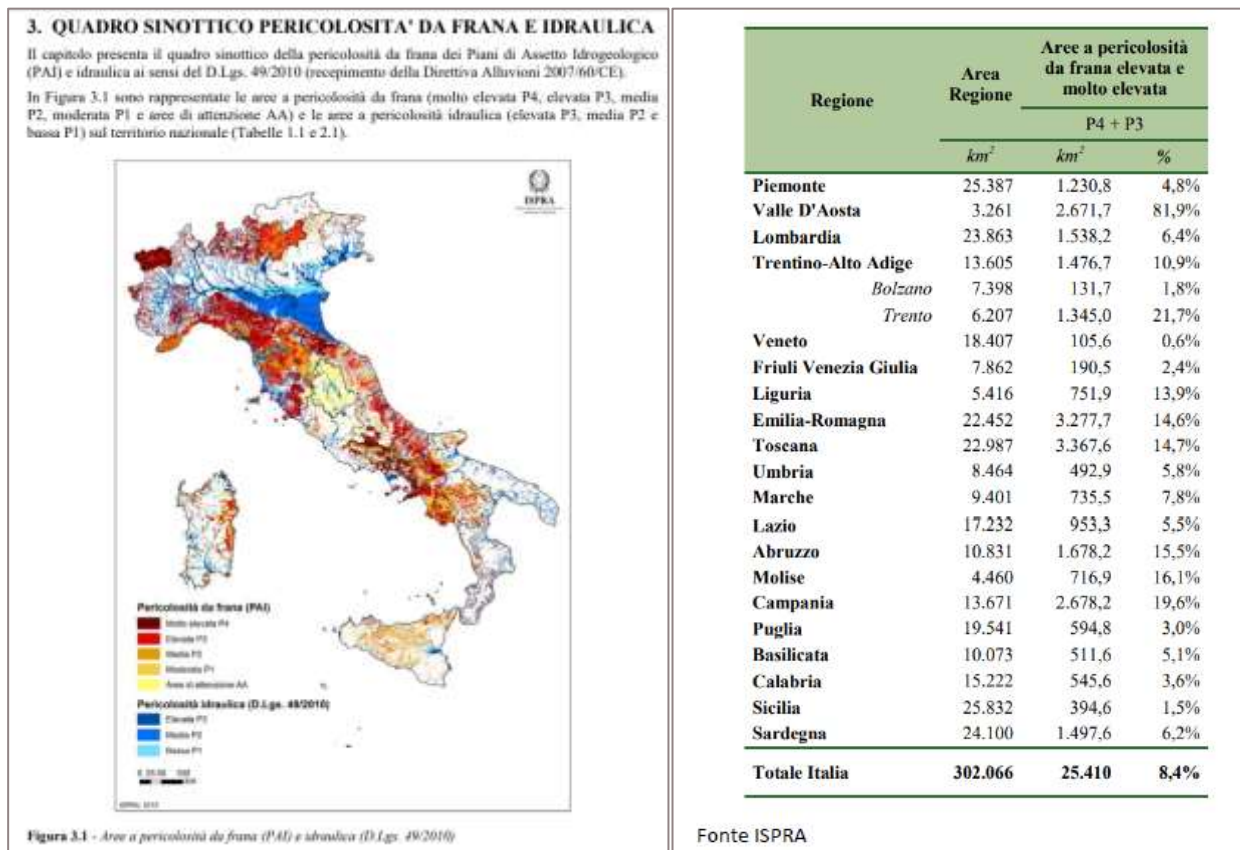 3. QUADRO SINOTTICO PERICOLOSITA' DA FRANA E IDRAULICA
Il capitolo presenta il quadro sinottico della pericolosità da frana dei Piani di Assetto Idrogeologico
(PAI) e idraulica ai sensi del D.Lgs. 49/2010 (recepimento della Direttiva Alluvioni 2007/60/CE).
In Figura 3.1 sono rappresentate le aree a pericolosità da frana (molto elevata P4, elevata P3, media
P2, moderata P1 e aree di attenzione AA) e le aree a pericolosità idraulica (elevata P3, media P2 e
bassa P1) sul territorio nazionale (Tabelle 1.1 e 2.1).
ISPRA
Pericolosità da frana (PAI)
Molto elevata P4
Elevata P3
Media P2
Moderata P1
Aree di attenzione AA
Pericolosità idraulica (D.Lgs. 49/2010)
Elevata P3
Media P2
Bassa P1
Figura 3.1 - Aree a pericolosità da frana (PAI) e idraulica (D.Lgs. 49/2010)
Regione Area Regione Aree a pericolosità da frana elevata e molto elevata
P4 + P3
km² km² %
Piemonte 25.387 1.230,8 4,8%
Valle D'Aosta 3.261 2.671,7 81,9%
Lombardia 23.863 1.538,2 6,4%
Trentino-Alto Adige 13.605 1.476,7 10,9%
Bolzano 7.398 131,7 1,8%
Trento 6.207 1.345,0 21,7%
Veneto 18.407 105,6 0,6%
Friuli Venezia Giulia 7.862 190,5 2,4%
Liguria 5.416 751,9 13,9%
Emilia-Romagna 22.452 3.277,7 14,6%
Toscana 22.987 3.367,6 14,7%
Umbria 8.464 492,9 5,8%
Marche 9.401 735,5 7,8%
Lazio 17.232 953,3 5,5%
Abruzzo 10.831 1.678,2 15,5%
Molise 4.460 716,9 16,1%
Campania 13.671 2.678,2 19,6%
Puglia 19.541 594,8 3,0%
Basilicata 10.073 511,6 5,1%
Calabria 15.222 545,6 3,6%
Sicilia 25.832 394,6 1,5%
Sardegna 24.100 1.497,6 6,2%
Totale Italia 302.066 25.410 8,4%
Fonte ISPRA